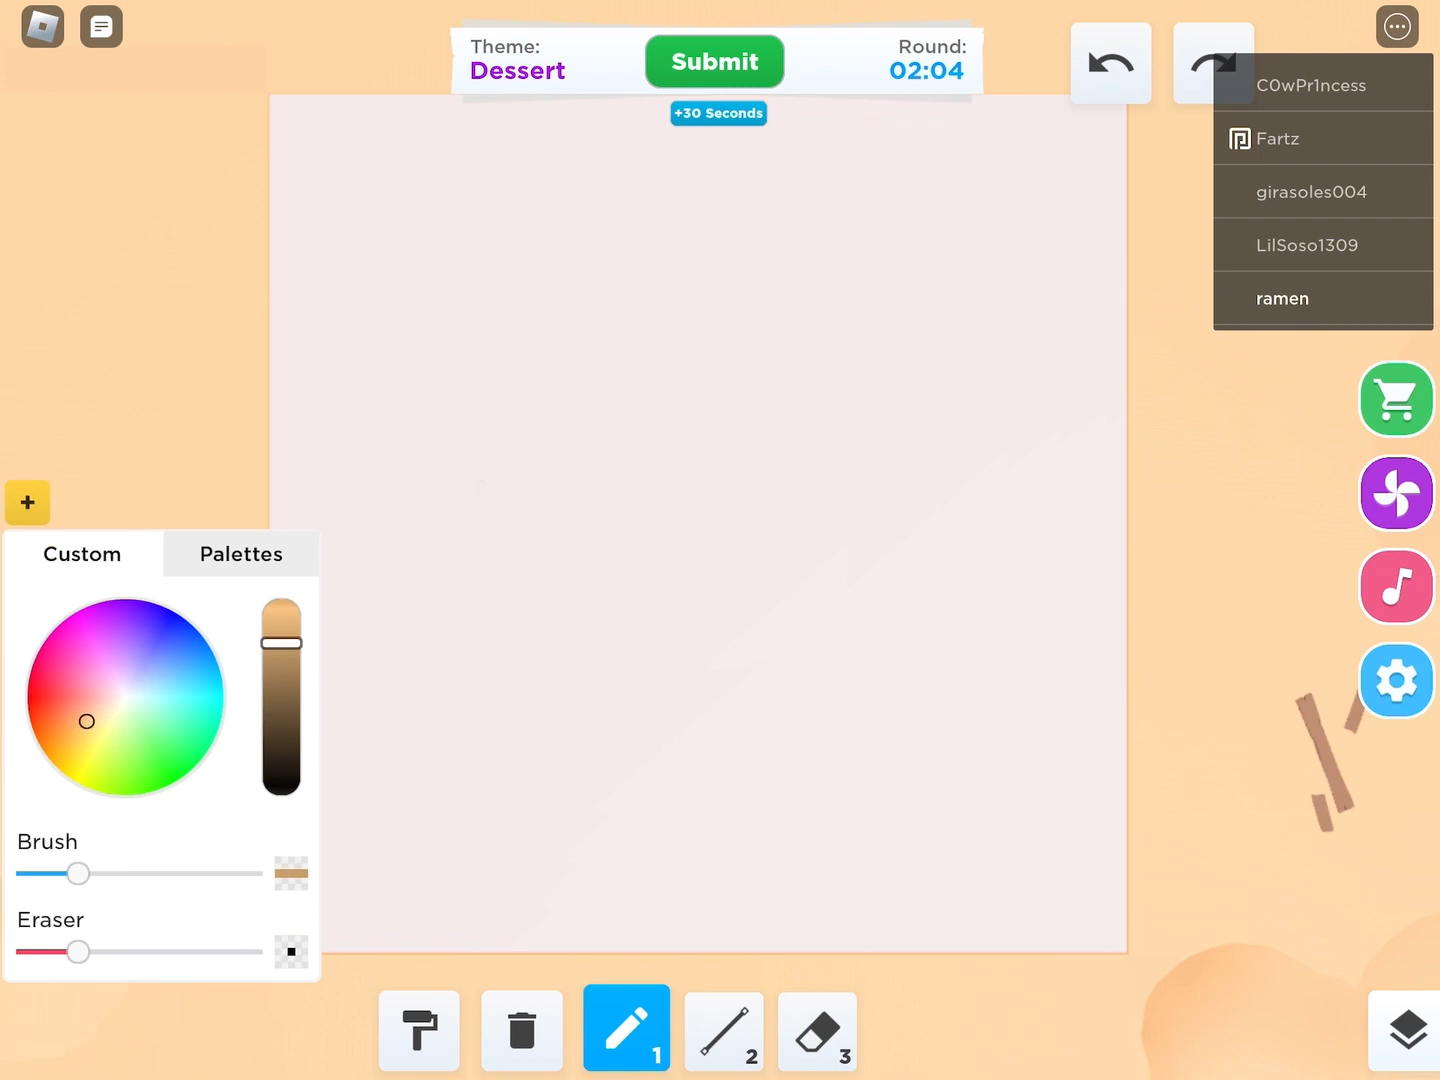 Theme:
Dessert
Submit
Round:
02:04
+30 Seconds
C0wPr1ncess
Fartz
girasoles004
LilSoso1309
ramen
+
Custom
Palettes
Brush
Eraser
1
2
3